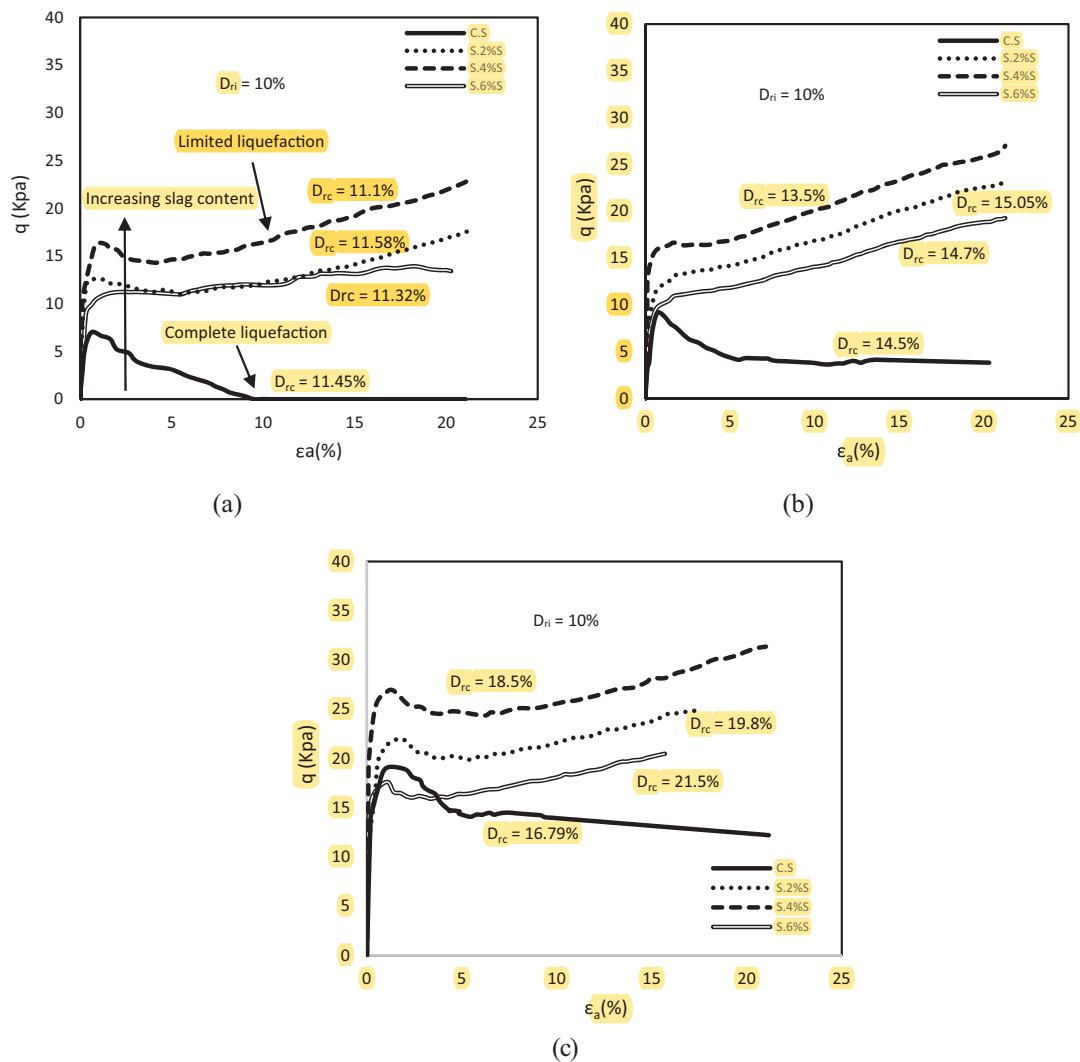 40
35
30
25
20
15
10
5
0
q (Kpa)
C.S
S.2%S
S.4%S
S.6%S
Dri = 10%
Limited liquefaction
Drc = 11.1%
Increasing slag content
Drc = 11.58%
Drc = 11.32%
Complete liquefaction
Drc = 11.45%
0 5 10 15 20 25
εa(%)
(a)
40
35
30
25
20
15
10
5
0
q (Kpa)
C.S
S.2%S
S.4%S
S.6%S
Dri = 10%
Drc = 13.5%
Drc = 15.05%
Drc = 14.7%
Drc = 14.5%
0 5 10 15 20 25
εa(%)
(b)
40
35
30
25
20
15
10
5
0
q (Kpa)
Dri = 10%
Drc = 18.5%
Drc = 19.8%
Drc = 21.5%
Drc = 16.79%
C.S
S.2%S
S.4%S
S.6%S
0 5 10 15 20 25
εa(%)
(c)